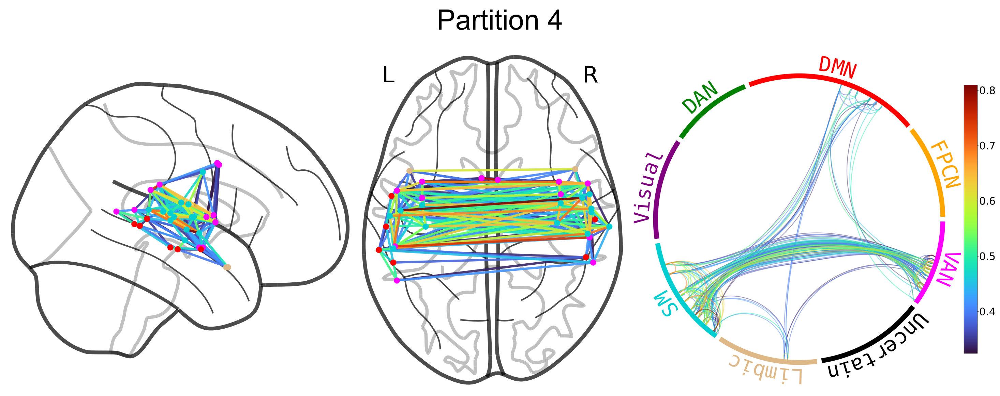 Partition 4
L
R
DMN
DAN
FPCN
Visual
VAN
SM
Uncertain
Limbic
0.8
0.7
0.6
0.5
0.4